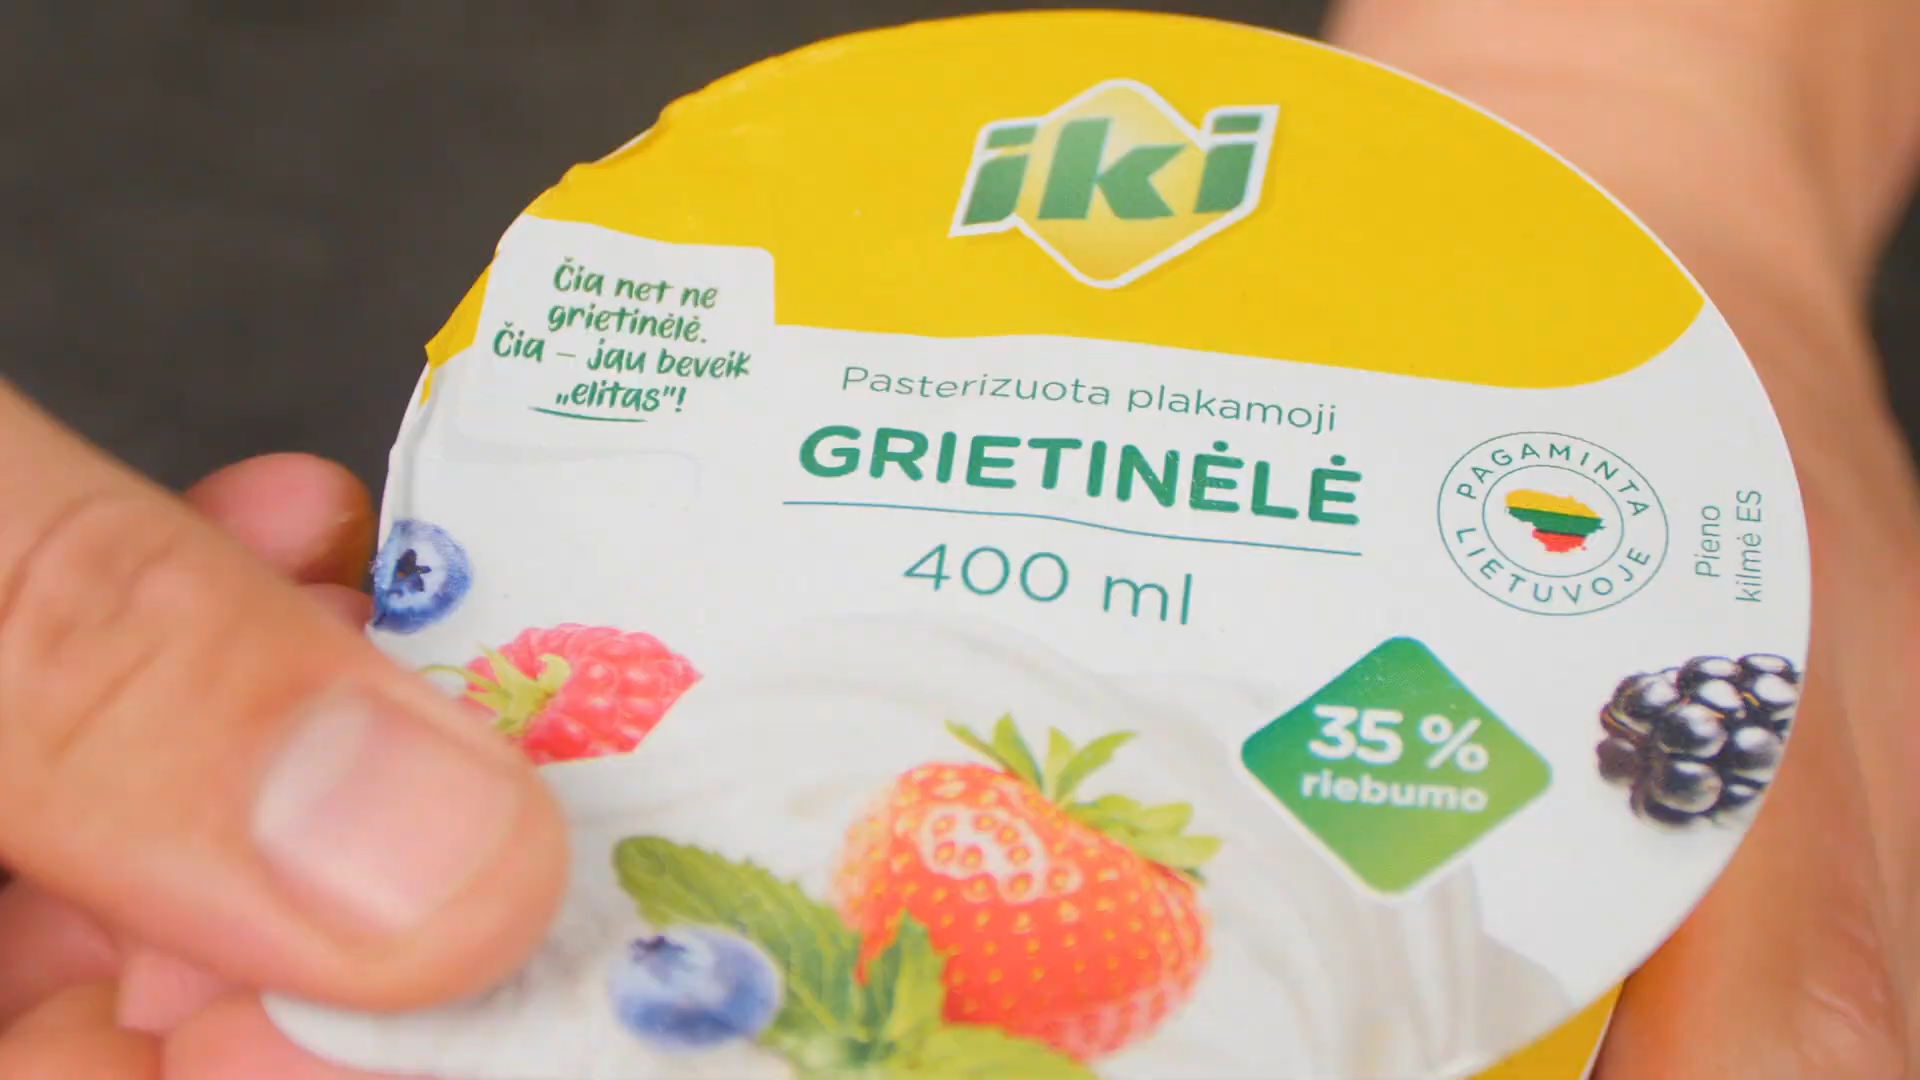 iki
Čia net ne
grietinėlė.
Čia – jau beveik
„elitas"!
Pasterizuota plakamoji
GRIETINĖLĖ
400 ml
PAGAMINTA
LIETUVOJE
Pieno
kilmė ES
35 %
riebumo